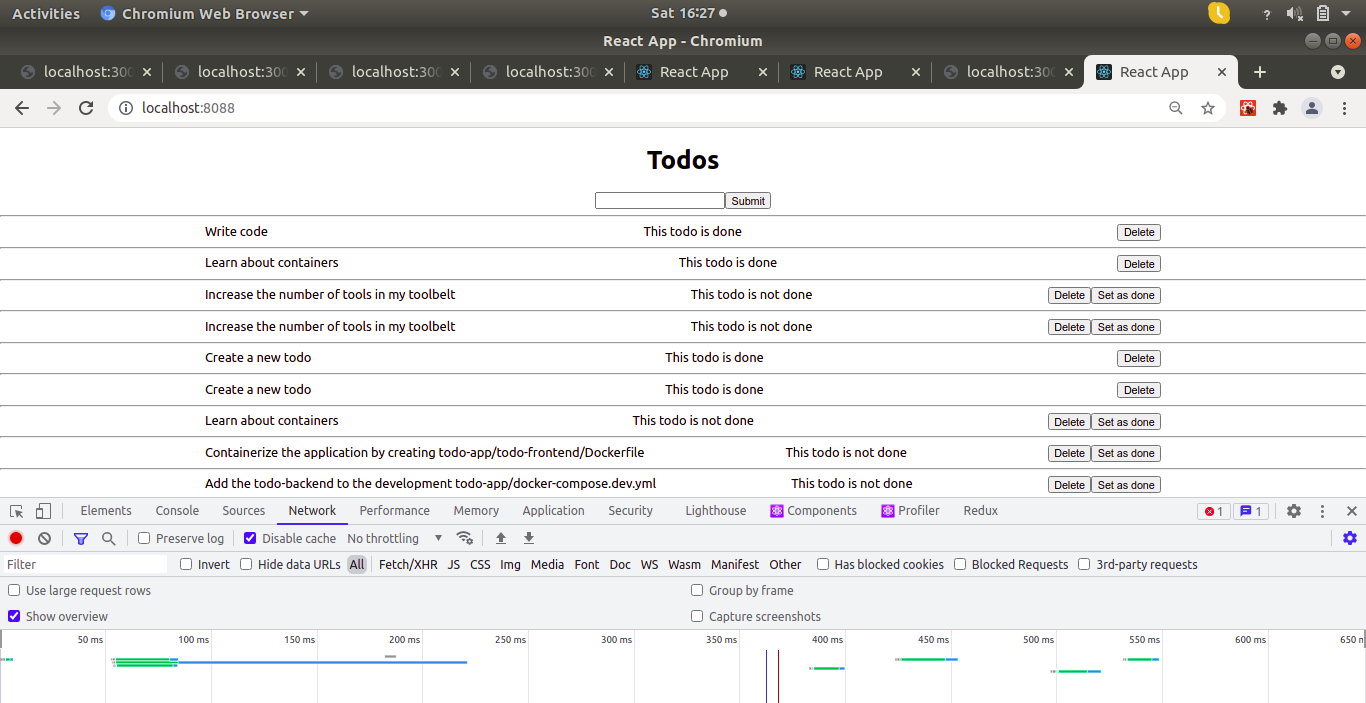 Activities Chromium Web Browser Sat 16:27
React App - Chromium
localhost:300 localhost:300 localhost:300 localhost:300 React App React App localhost:300 React App
localhost:8088
Todos
Submit
Write code This todo is done Delete
Learn about containers This todo is done Delete
Increase the number of tools in my toolbelt This todo is not done Delete Set as done
Increase the number of tools in my toolbelt This todo is not done Delete Set as done
Create a new todo This todo is done Delete
Create a new todo This todo is done Delete
Learn about containers This todo is not done Delete Set as done
Containerize the application by creating todo-app/todo-frontend/Dockerfile This todo is not done Delete Set as done
Add the todo-backend to the development todo-app/docker-compose.dev.yml This todo is not done Delete Set as done
Elements Console Sources Network Performance Memory Application Security Lighthouse Components Profiler Redux 1 1
Preserve log Disable cache No throttling
Filter Invert Hide data URLs All Fetch/XHR JS CSS Img Media Font Doc WS Wasm Manifest Other Has blocked cookies Blocked Requests 3rd-party requests
Use large request rows Group by frame
Show overview Capture screenshots
50 ms 100 ms 150 ms 200 ms 250 ms 300 ms 350 ms 400 ms 450 ms 500 ms 550 ms 600 ms 650 m